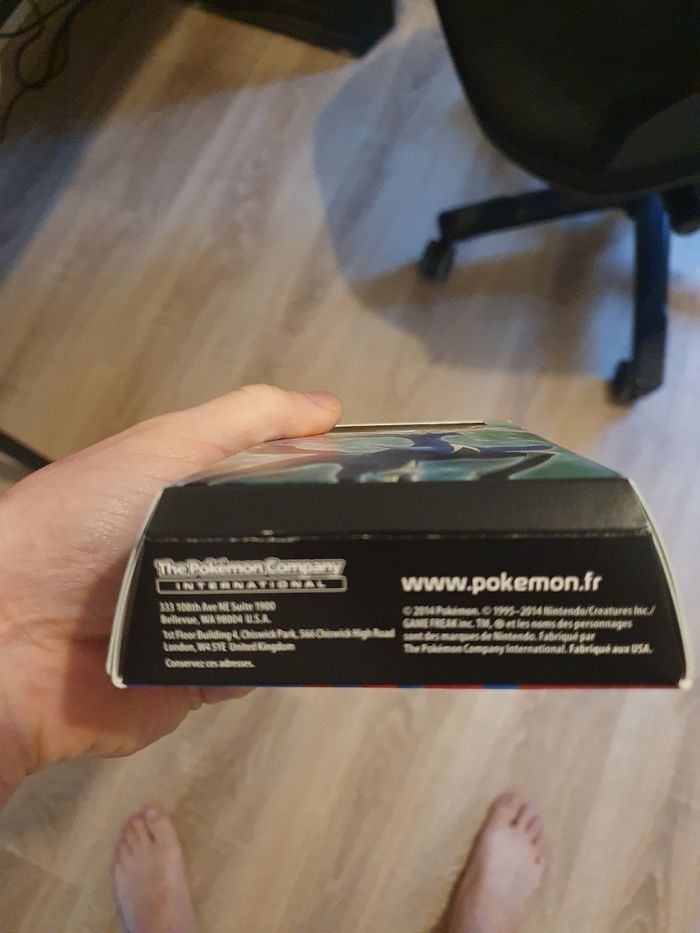 The Pokémon Company
INTERNATIONAL
333 108th Ave NE Suite 1900
Bellevue, WA 98004 U.S.A.
1st Floor Building 4, Chiswick Park, 566 Chiswick High Road
London, W4 5YE United Kingdom
Conservez ces adresses.
www.pokemon.fr
© 2014 Pokémon. © 1995–2014 Nintendo/Creatures Inc./
GAME FREAK inc. TM, ® et les noms des personnages
sont des marques de Nintendo. Fabriqué par
The Pokémon Company International. Fabriqué aux USA.